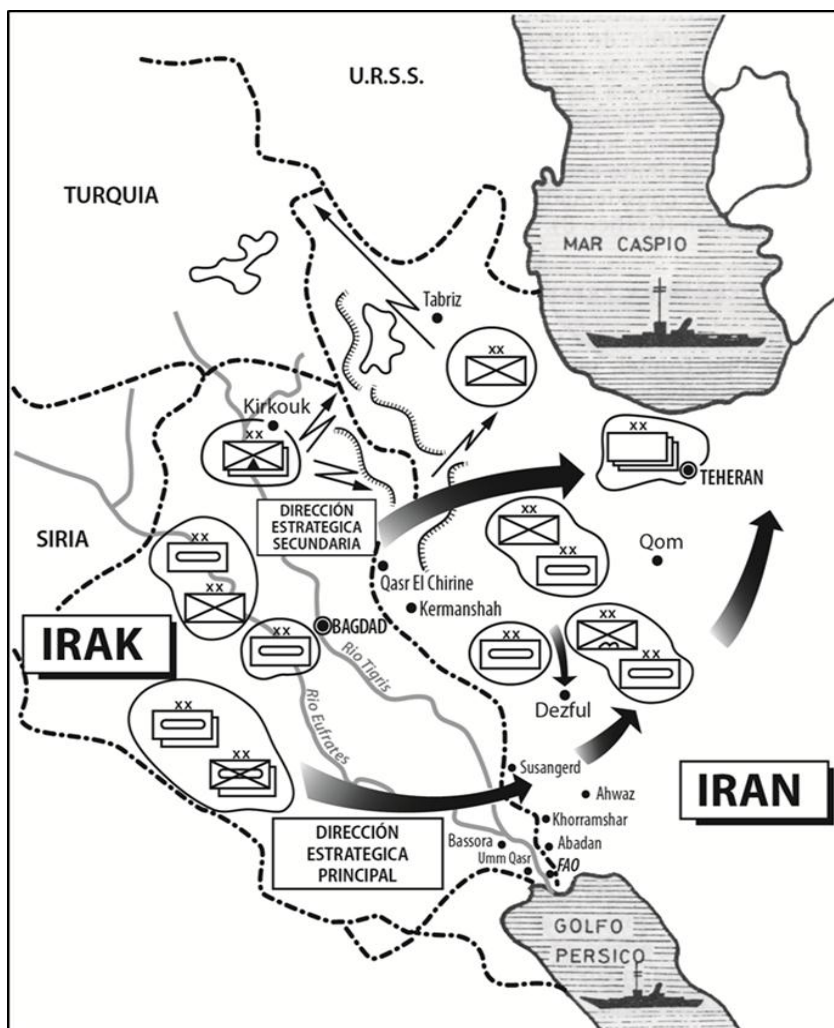 U.R.S.S.
TURQUIA
MAR CASPIO
Tabriz
xx
Kirkouk
xx
xx
TEHERAN
DIRECCIÓN
ESTRATEGICA
SECUNDARIA
SIRIA
xx
xx
xx
xx
Qom
Qasr El Chirine
Kermanshah
IRAK
xx
BAGDAD
xx
xx
xx
Rio Tigris
Rio Eufrates
Dezful
xx
xx
Susangerd
Ahwaz
IRAN
Khorramshar
DIRECCIÓN
ESTRATEGICA
PRINCIPAL
Bassora
Abadan
Umm Qasr
FAO
GOLFO
PERSICO